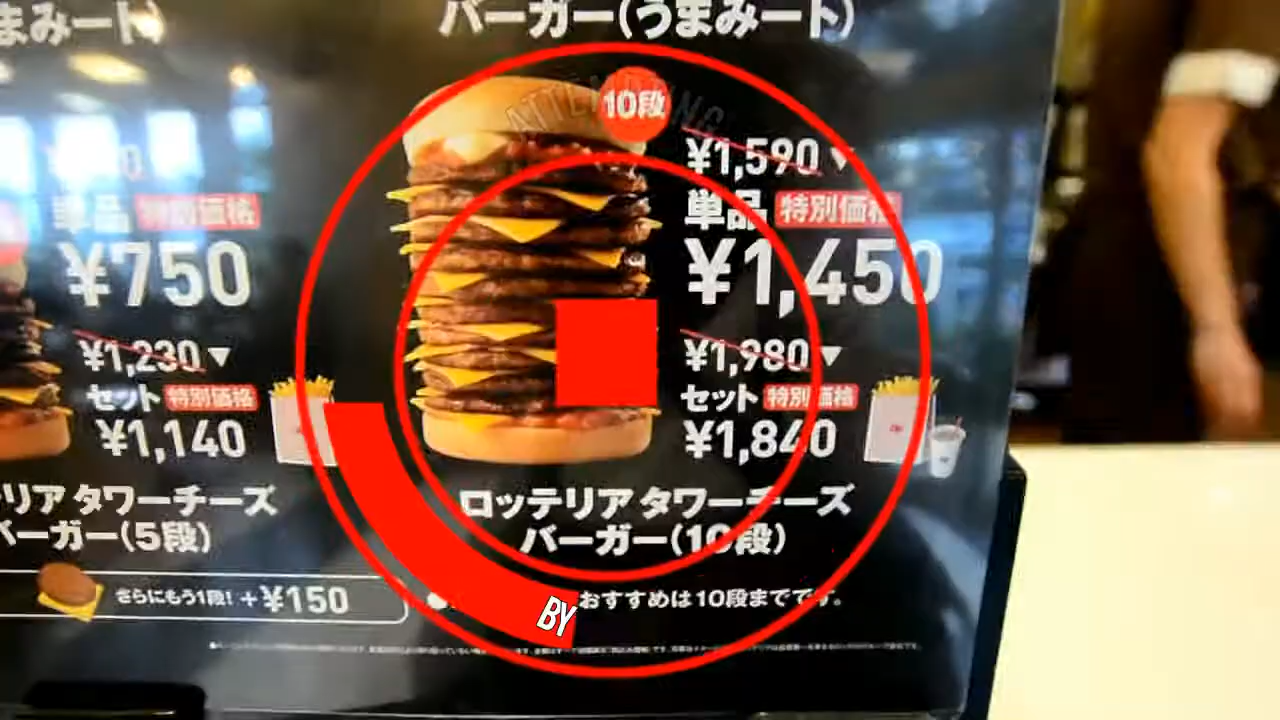 まみート)
バーガー(うまみート)
ATTEMPTING
10段
¥1,590▼
単品 特別価格
¥1,450
¥1,980▼
セット 特別価格
¥1,840
ロッテリア タワーチーズ
バーガー(10段)
単品 特別価格
¥750
¥1,230▼
セット 特別価格
¥1,140
リア タワーチーズ
バーガー(5段)
さらにもう1段! +¥150
おすすめは10段までです。
BY